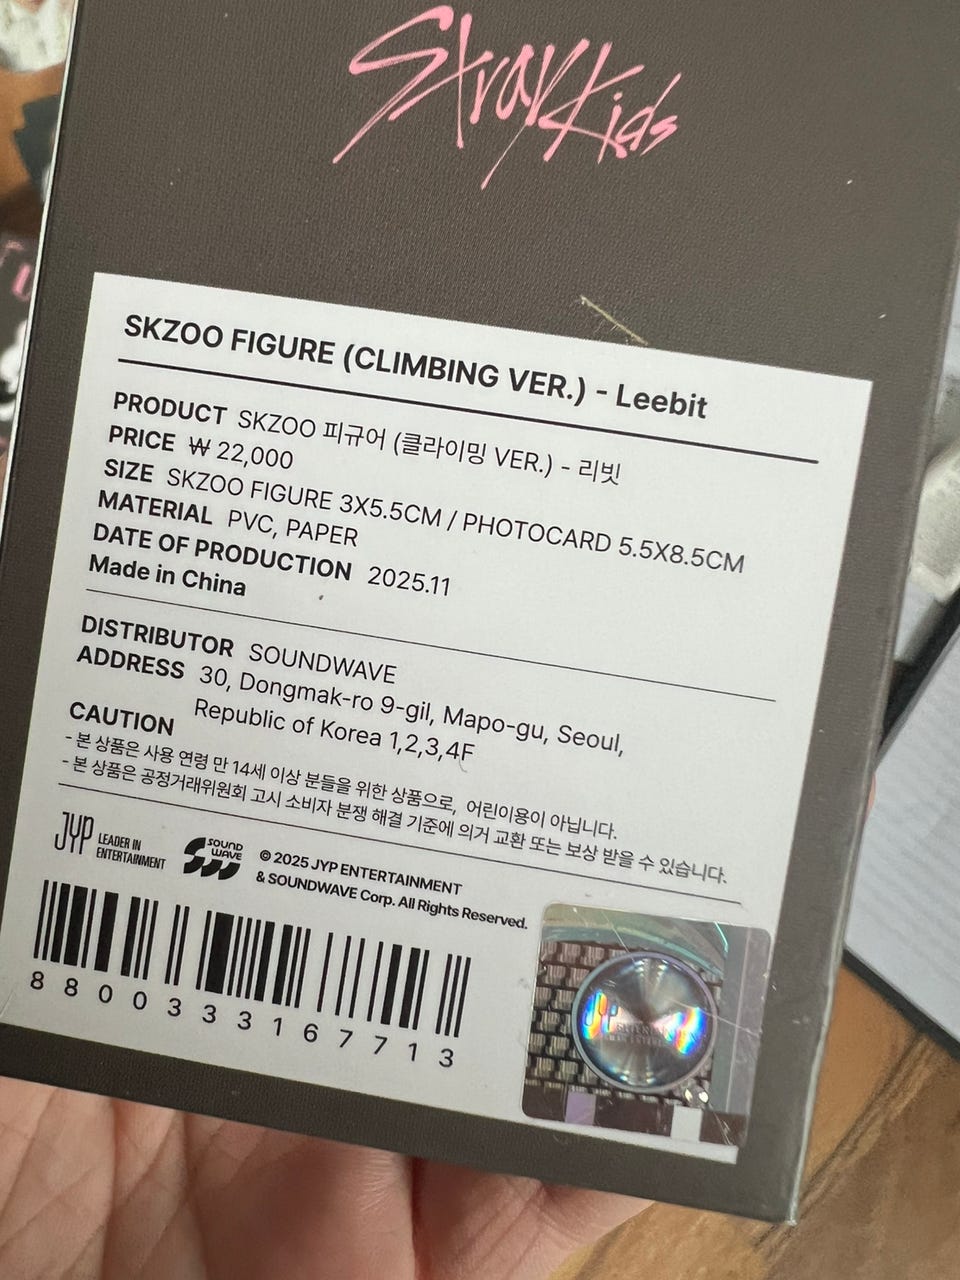 Stray Kids
SKZOO FIGURE (CLIMBING VER.) - Leebit
PRODUCT SKZOO 피규어 (클라이밍 VER.) - 리빗
PRICE ₩ 22,000
SIZE SKZOO FIGURE 3X5.5CM / PHOTOCARD 5.5X8.5CM
MATERIAL PVC, PAPER
DATE OF PRODUCTION 2025.11
Made in China
DISTRIBUTOR SOUNDWAVE
ADDRESS 30, Dongmak-ro 9-gil, Mapo-gu, Seoul,
Republic of Korea 1,2,3,4F
CAUTION
- 본 상품은 사용 연령 만 14세 이상 분들을 위한 상품으로, 어린이용이 아닙니다.
- 본 상품은 공정거래위원회 고시 소비자 분쟁 해결 기준에 의거 교환 또는 보상 받을 수 있습니다.
JYP LEADER IN
ENTERTAINMENT
SOUND
WAVE
© 2025 JYP ENTERTAINMENT
& SOUNDWAVE Corp. All Rights Reserved.
880033167713
JYP